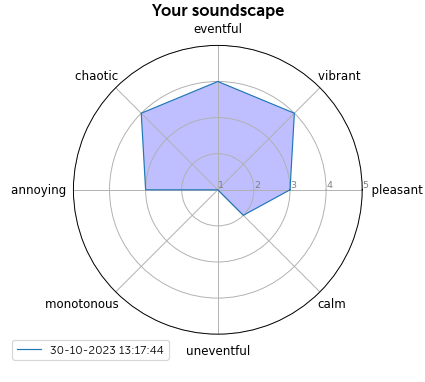 Your soundscape
eventful
chaotic
vibrant
annoying
1
2
3
4
5
pleasant
monotonous
calm
uneventful
30-10-2023 13:17:44